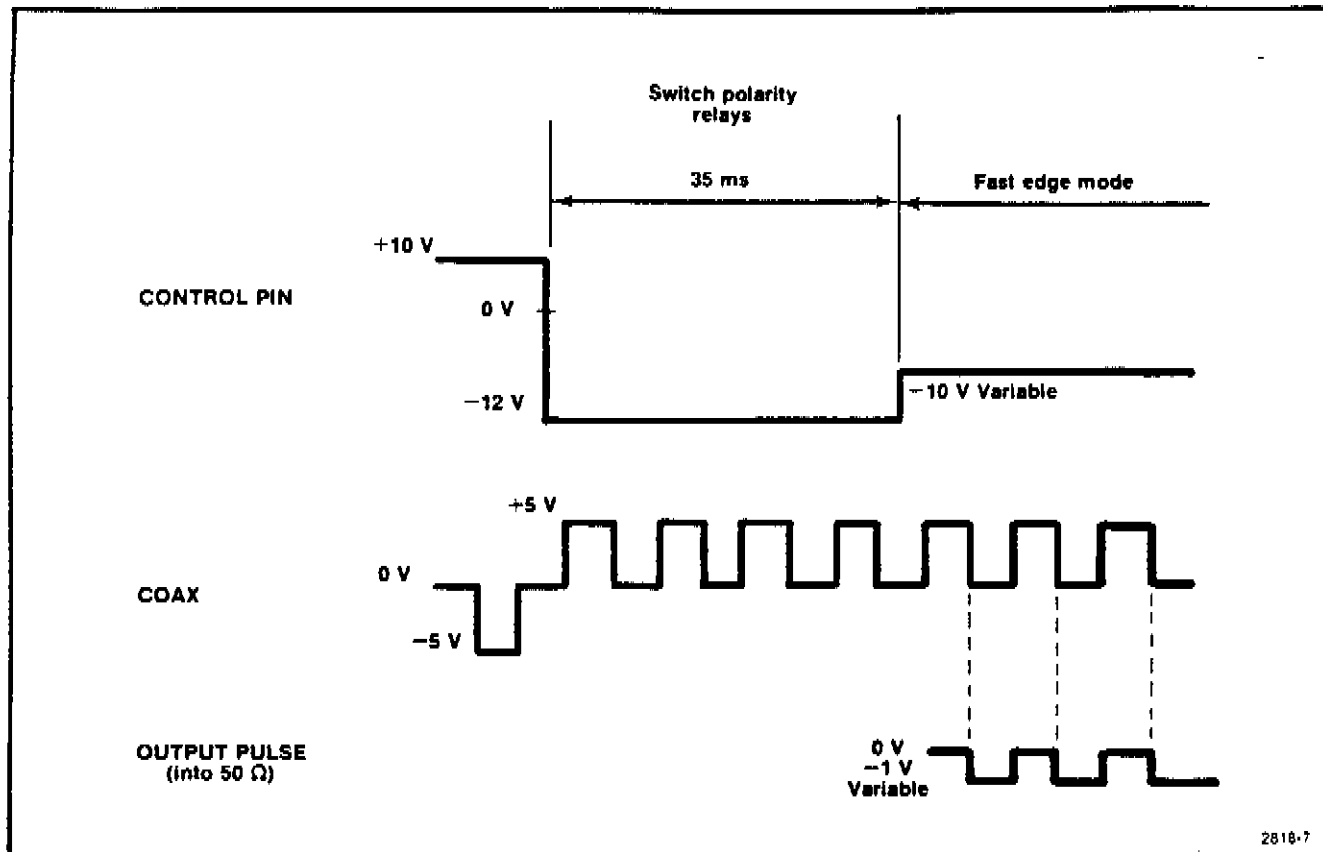 Switch polarity
relays
35 ms
Fast edge mode
+10 V
CONTROL PIN
0 V
−12 V
−10 V Variable
+5 V
0 V
COAX
−5 V
OUTPUT PULSE
(into 50 Ω)
0 V
−1 V
Variable
2818-7